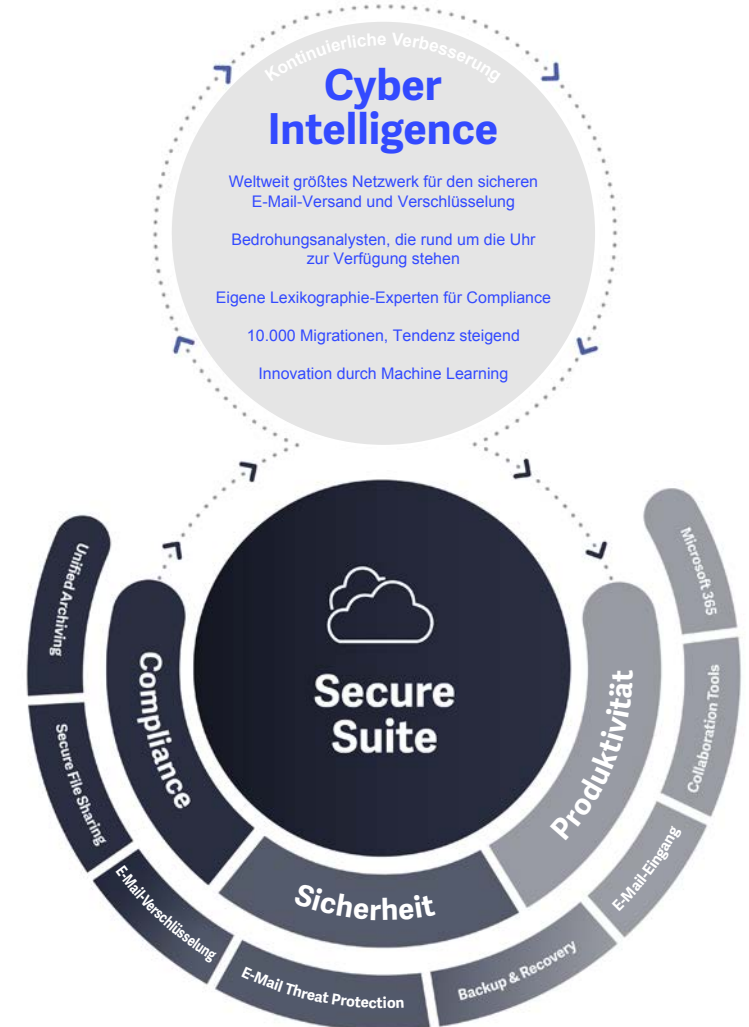 Kontinuierliche Verbesserung
Cyber
Intelligence
Weltweit größtes Netzwerk für den sicheren
E-Mail-Versand und Verschlüsselung
Bedrohungsanalysten, die rund um die Uhr
zur Verfügung stehen
Eigene Lexikographie-Experten für Compliance
10.000 Migrationen, Tendenz steigend
Innovation durch Machine Learning
Secure
Suite
Compliance
Sicherheit
Produktivität
Unified Archiving
Secure File Sharing
E-Mail-Verschlüsselung
E-Mail Threat Protection
Backup & Recovery
E-Mail-Eingang
Collaboration Tools
Microsoft 365